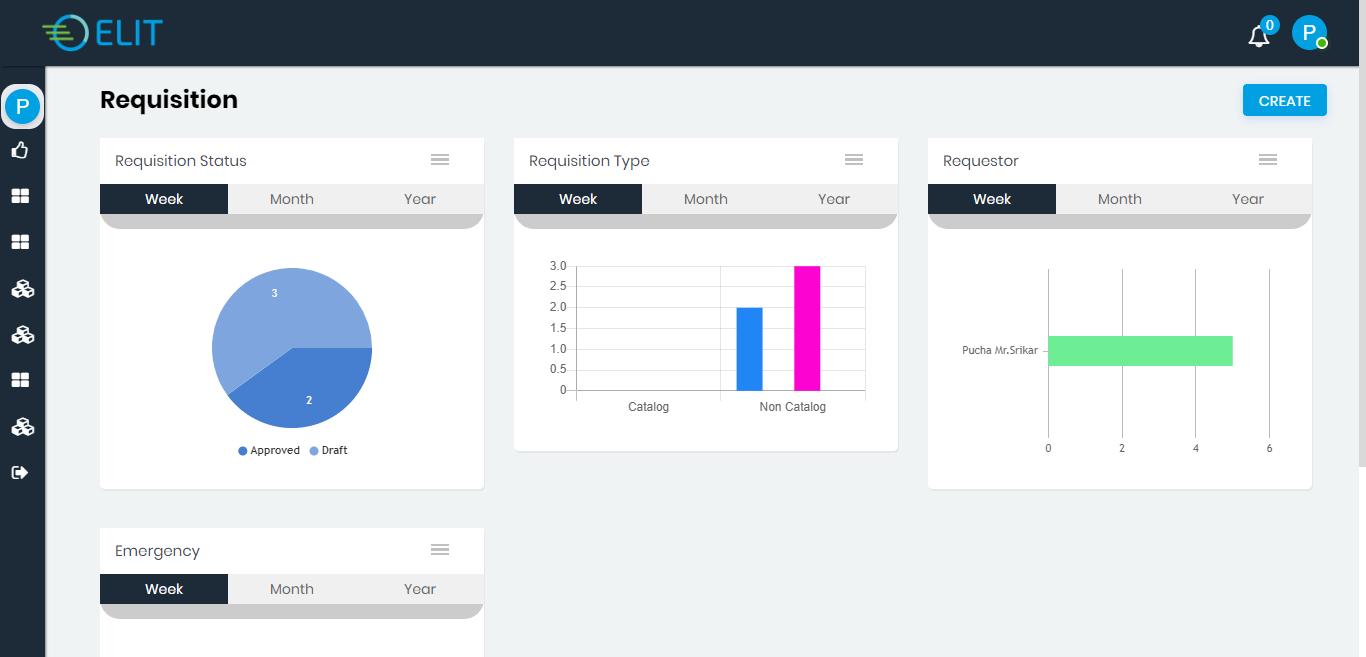 ELIT
0
P
P
Requisition
CREATE
Requisition Status
Week Month Year
3
2
Approved Draft
Requisition Type
Week Month Year
3.0
2.5
2.0
1.5
1.0
0.5
0
Catalog Non Catalog
Requestor
Week Month Year
Pucha Mr.Srikar
0 2 4 6
Emergency
Week Month Year